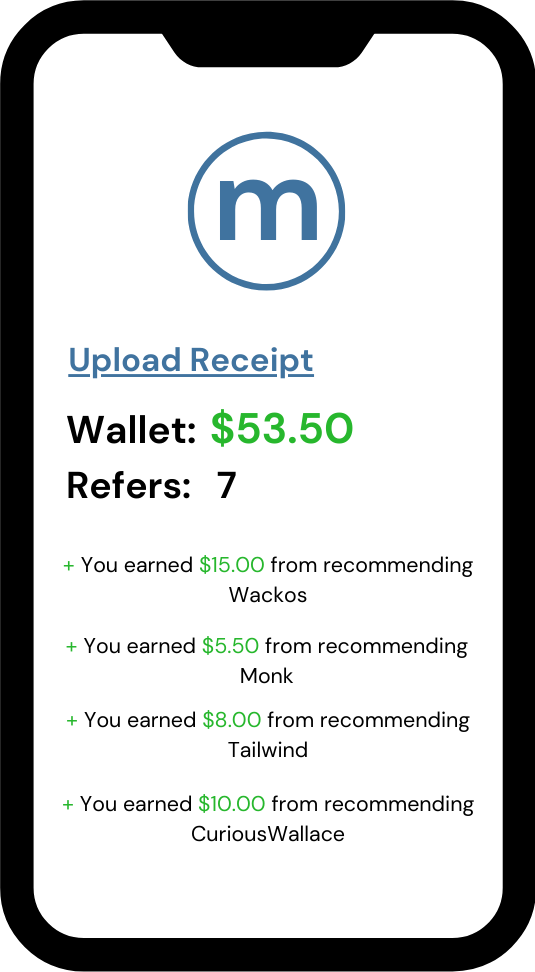 m
Upload Receipt
Wallet: $53.50
Refers: 7
+ You earned $15.00 from recommending
Wackos
+ You earned $5.50 from recommending
Monk
+ You earned $8.00 from recommending
Tailwind
+ You earned $10.00 from recommending
CuriousWallace